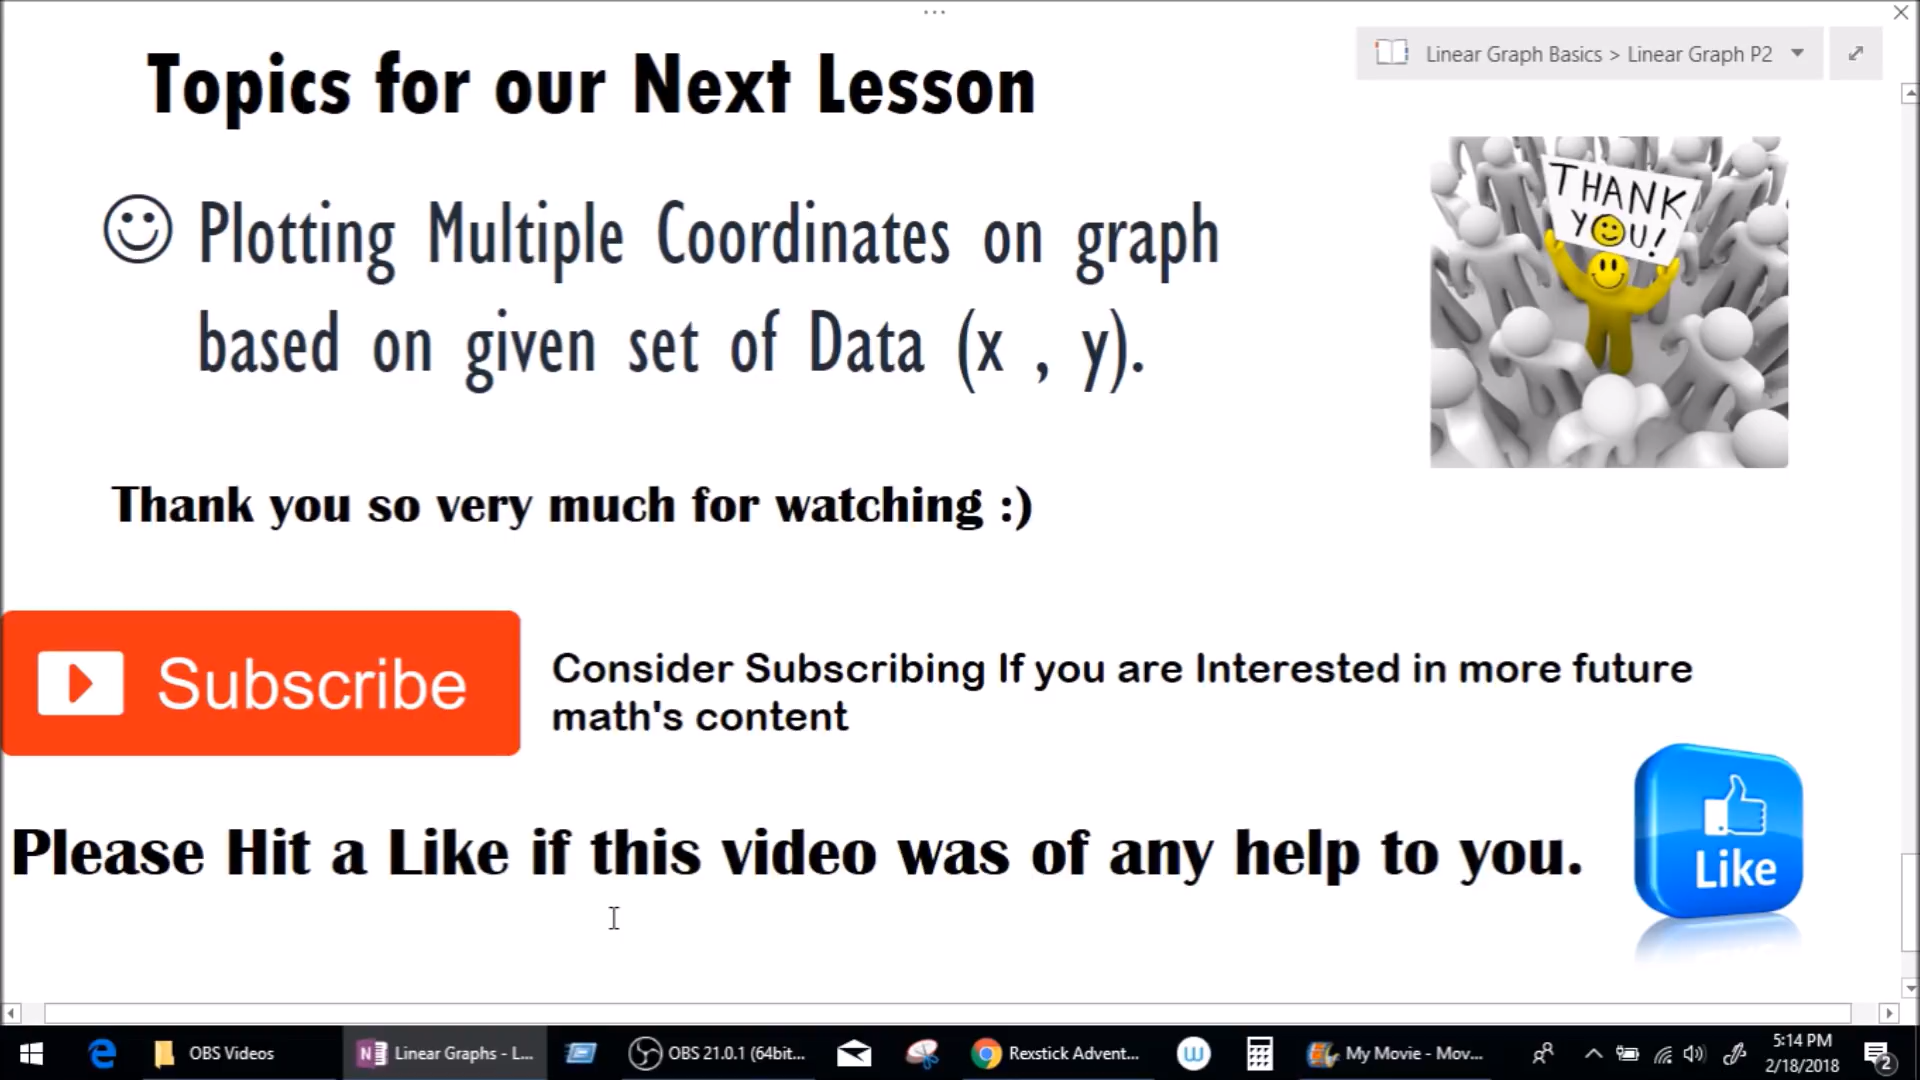 Topics for our Next Lesson
Linear Graph Basics > Linear Graph P2
THANK
YOU!
Plotting Multiple Coordinates on graph
based on given set of Data (x , y).
Thank you so very much for watching :)
Subscribe
Consider Subscribing If you are Interested in more future
math's content
Please Hit a Like if this video was of any help to you.
Like
OBS Videos
Linear Graphs - L...
OBS 21.0.1 (64bit...
Rexstick Advent...
My Movie - Mov...
5:14 PM
2/18/2018
2